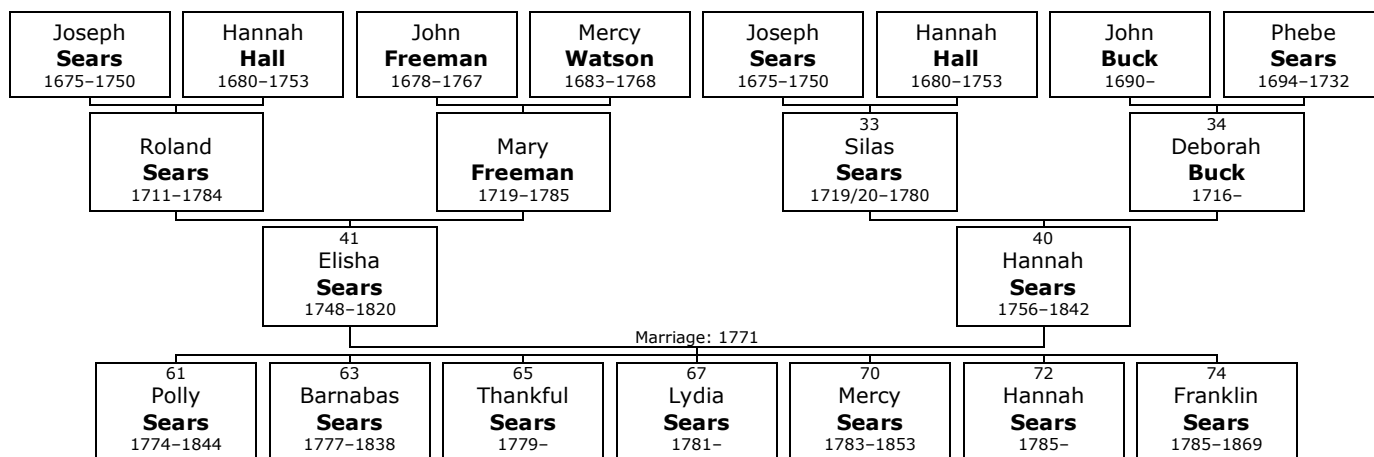 Joseph
Sears
1675–1750
Hannah
Hall
1680–1753
John
Freeman
1678–1767
Mercy
Watson
1683–1768
Joseph
Sears
1675–1750
Hannah
Hall
1680–1753
John
Buck
1690–
Phebe
Sears
1694–1732
Roland
Sears
1711–1784
Mary
Freeman
1719–1785
33
Silas
Sears
1719/20–1780
34
Deborah
Buck
1716–
41
Elisha
Sears
1748–1820
40
Hannah
Sears
1756–1842
Marriage: 1771
61
Polly
Sears
1774–1844
63
Barnabas
Sears
1777–1838
65
Thankful
Sears
1779–
67
Lydia
Sears
1781–
70
Mercy
Sears
1783–1853
72
Hannah
Sears
1785–
74
Franklin
Sears
1785–1869